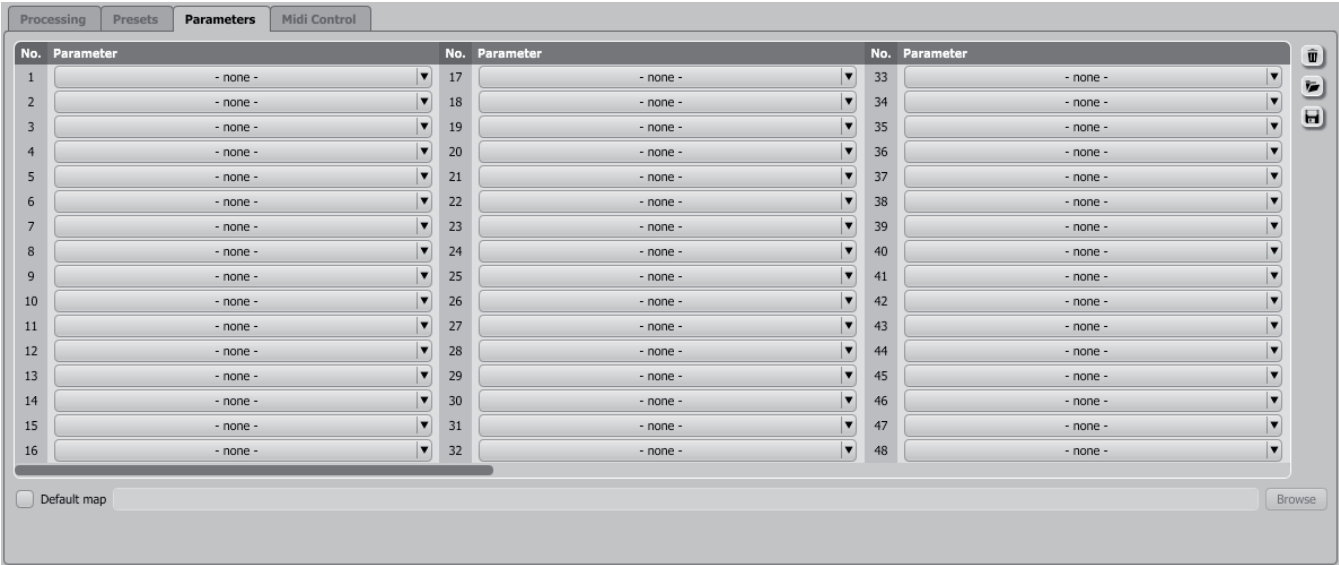 Processing Presets Parameters Midi Control
No. Parameter No. Parameter No. Parameter
1 - none - 17 - none - 33 - none -
2 - none - 18 - none - 34 - none -
3 - none - 19 - none - 35 - none -
4 - none - 20 - none - 36 - none -
5 - none - 21 - none - 37 - none -
6 - none - 22 - none - 38 - none -
7 - none - 23 - none - 39 - none -
8 - none - 24 - none - 40 - none -
9 - none - 25 - none - 41 - none -
10 - none - 26 - none - 42 - none -
11 - none - 27 - none - 43 - none -
12 - none - 28 - none - 44 - none -
13 - none - 29 - none - 45 - none -
14 - none - 30 - none - 46 - none -
15 - none - 31 - none - 47 - none -
16 - none - 32 - none - 48 - none -
Default map Browse